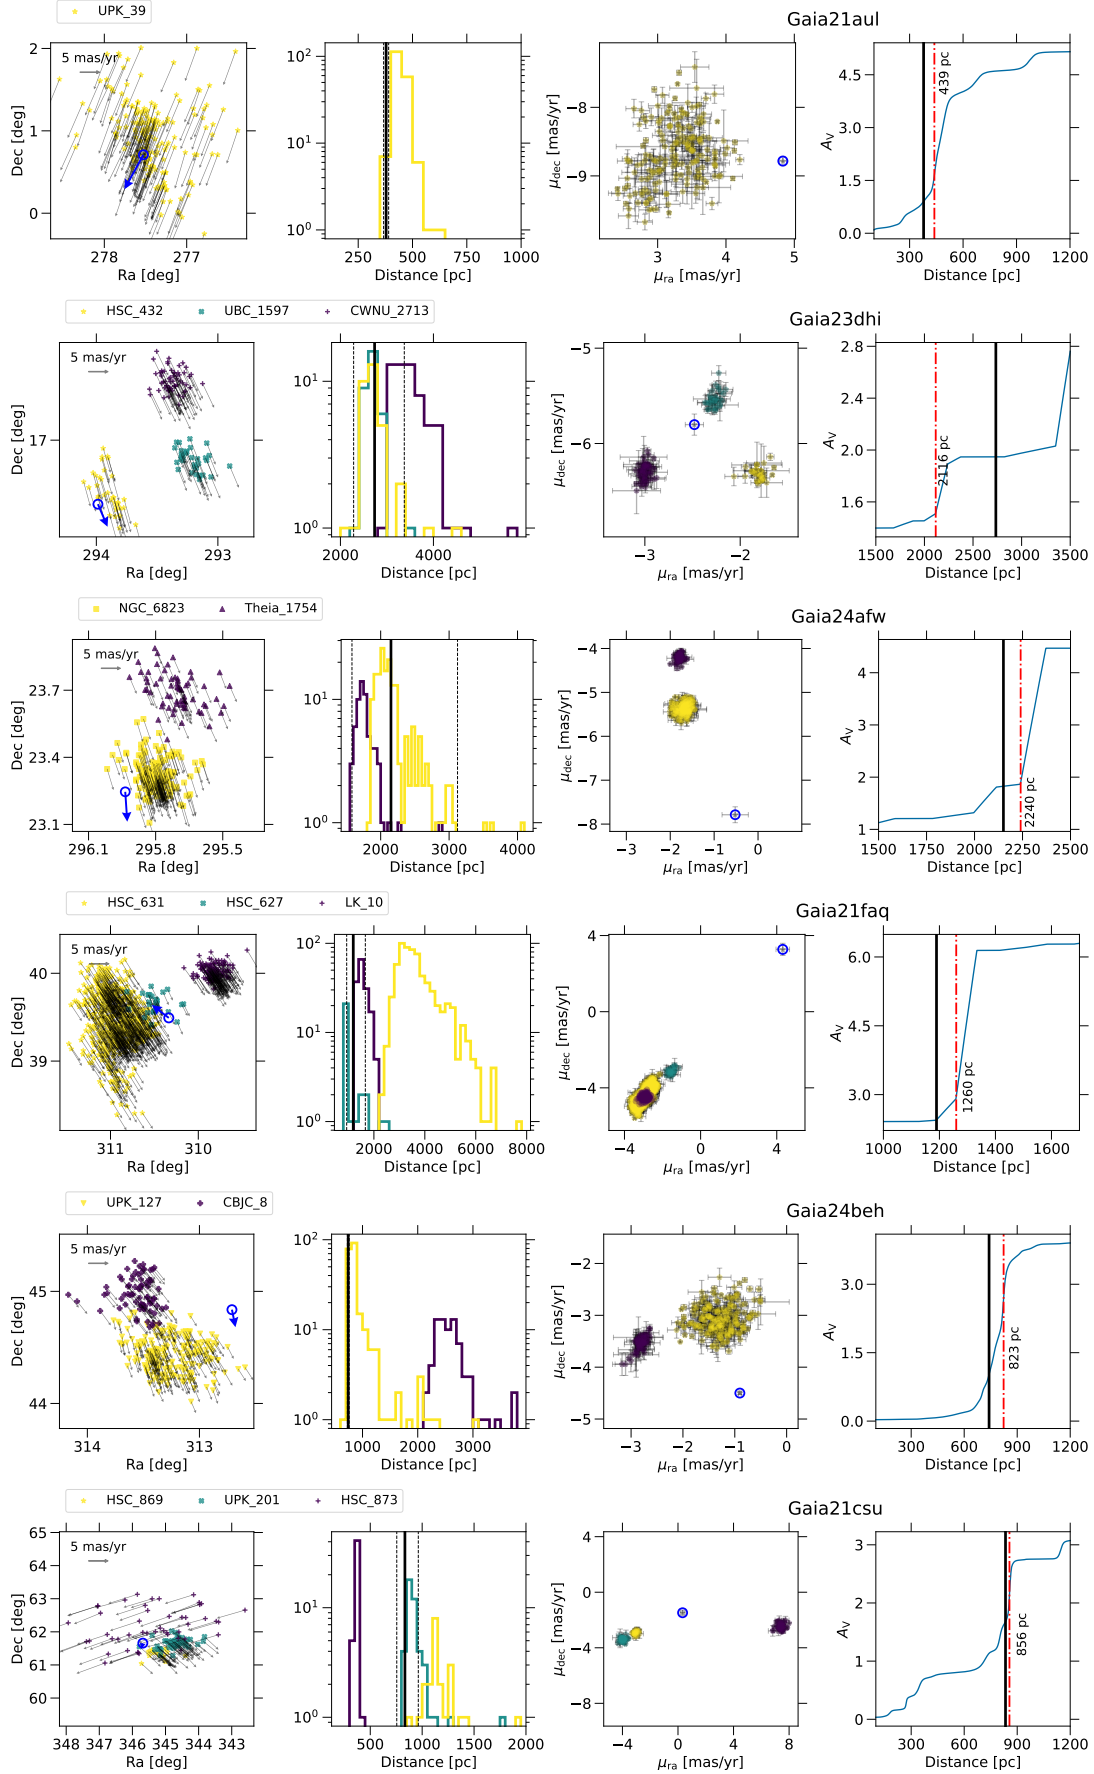 UPK_39
Gaia21aul
5 mas/yr
2
1
0
Dec [deg]
278
277
Ra [deg]
10²
10¹
10⁰
250
500
750
1000
Distance [pc]
−8
−9
μdec [mas/yr]
3
4
5
μra [mas/yr]
4.5
3.0
1.5
0.0
AV
439 pc
300
600
900
1200
Distance [pc]
HSC_432
UBC_1597
CWNU_2713
Gaia23dhi
5 mas/yr
17
Dec [deg]
294
293
Ra [deg]
10¹
10⁰
2000
4000
Distance [pc]
−5
−6
μdec [mas/yr]
−3
−2
μra [mas/yr]
2.8
2.4
2.0
1.6
AV
2116 pc
1500
2000
2500
3000
3500
Distance [pc]
NGC_6823
Theia_1754
Gaia24afw
5 mas/yr
23.7
23.4
23.1
Dec [deg]
296.1
295.8
295.5
Ra [deg]
10¹
10⁰
2000
3000
4000
Distance [pc]
−4
−5
−6
−7
−8
μdec [mas/yr]
−3
−2
−1
0
μra [mas/yr]
4
3
2
1
AV
2240 pc
1500
1750
2000
2250
2500
Distance [pc]
HSC_631
HSC_627
LK_10
Gaia21faq
5 mas/yr
40
39
Dec [deg]
311
310
Ra [deg]
10²
10¹
10⁰
2000
4000
6000
8000
Distance [pc]
4
0
−4
μdec [mas/yr]
−4
0
4
μra [mas/yr]
6.0
4.5
3.0
AV
1260 pc
1000
1200
1400
1600
Distance [pc]
UPK_127
CBJC_8
Gaia24beh
5 mas/yr
45
44
Dec [deg]
314
313
Ra [deg]
10²
10¹
10⁰
1000
2000
3000
Distance [pc]
−2
−3
−4
−5
μdec [mas/yr]
−3
−2
−1
0
μra [mas/yr]
3.0
1.5
0.0
AV
823 pc
300
600
900
1200
Distance [pc]
HSC_869
UPK_201
HSC_873
Gaia21csu
5 mas/yr
65
64
63
62
61
60
Dec [deg]
348
347
346
345
344
343
Ra [deg]
10¹
10⁰
500
1000
1500
2000
Distance [pc]
4
0
−4
−8
μdec [mas/yr]
−4
0
4
8
μra [mas/yr]
3
2
1
0
AV
856 pc
300
600
900
1200
Distance [pc]